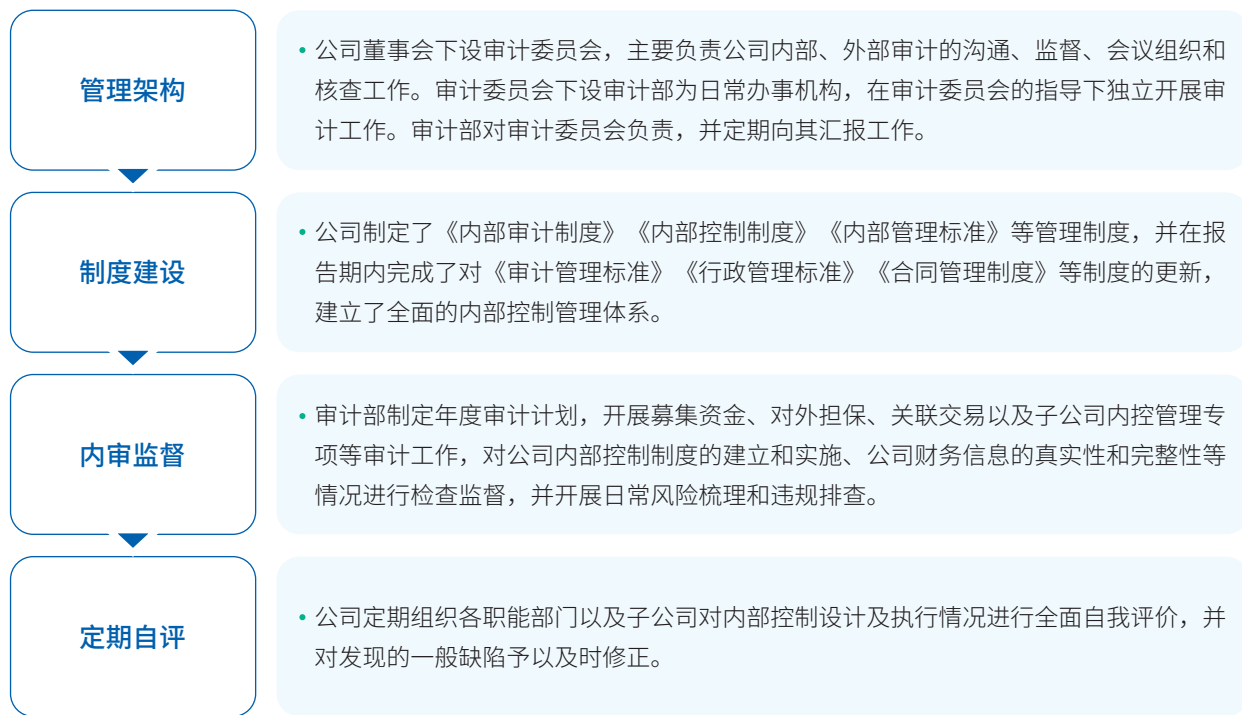 管理架构
• 公司董事会下设审计委员会，主要负责公司内部、外部审计的沟通、监督、会议组织和
核查工作。审计委员会下设审计部为日常办事机构，在审计委员会的指导下独立开展审
计工作。审计部对审计委员会负责，并定期向其汇报工作。
制度建设
• 公司制定了《内部审计制度》《内部控制制度》《内部管理标准》等管理制度，并在报
告期内完成了对《审计管理标准》《行政管理标准》《合同管理制度》等制度的更新，
建立了全面的内部控制管理体系。
内审监督
• 审计部制定年度审计计划，开展募集资金、对外担保、关联交易以及子公司内控管理专
项等审计工作，对公司内部控制制度的建立和实施、公司财务信息的真实性和完整性等
情况进行检查监督，并开展日常风险梳理和违规排查。
定期自评
• 公司定期组织各职能部门以及子公司对内部控制设计及执行情况进行全面自我评价，并
对发现的一般缺陷予以及时修正。